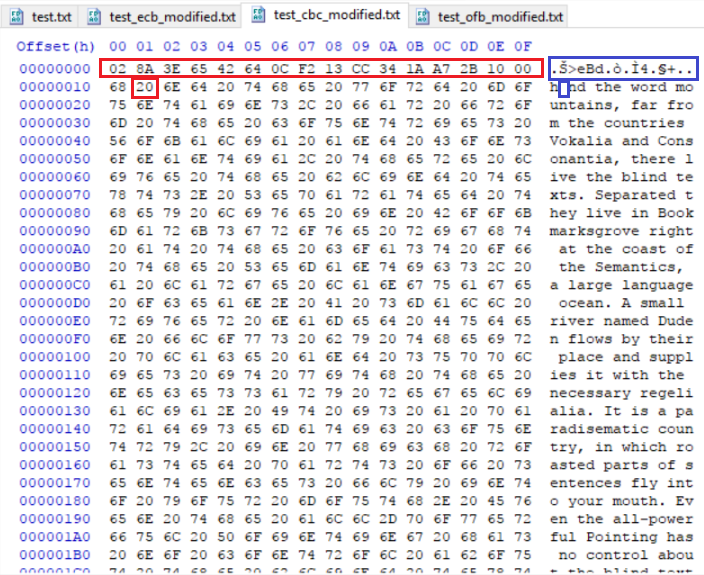 test.txt test_ecb_modified.txt test_cbc_modified.txt test_ofb_modified.txt
Offset(h) 00 01 02 03 04 05 06 07 08 09 0A 0B 0C 0D 0E 0F
00000000 02 8A 3E 65 42 64 0C F2 13 CC 34 1A A7 2B 10 00 .Š>eBd.ò.Ì4.§+..
00000010 68 20 6E 64 20 74 68 65 20 77 6F 72 64 20 6D 6F h nd the word mo
00000020 75 6E 74 61 69 6E 73 2C 20 66 61 72 20 66 72 6F untains, far fro
00000030 6D 20 74 68 65 20 63 6F 75 6E 74 72 69 65 73 20 m the countries
00000040 56 6F 6B 61 6C 69 61 20 61 6E 64 20 43 6F 6E 73 Vokalia and Cons
00000050 6F 6E 61 6E 74 69 61 2C 20 74 68 65 72 65 20 6C onantia, there l
00000060 69 76 65 20 74 68 65 20 62 6C 69 6E 64 20 74 65 ive the blind te
00000070 78 74 73 2E 20 53 65 70 61 72 61 74 65 64 20 74 xts. Separated t
00000080 68 65 79 20 6C 69 76 65 20 69 6E 20 42 6F 6F 6B hey live in Book
00000090 6D 61 72 6B 73 67 72 6F 76 65 20 72 69 67 68 74 marksgrove right
000000A0 20 61 74 20 74 68 65 20 63 6F 61 73 74 20 6F 66 at the coast of
000000B0 20 74 68 65 20 53 65 6D 61 6E 74 69 63 73 2C 20 the Semantics,
000000C0 61 20 6C 61 72 67 65 20 6C 61 6E 67 75 61 67 65 a large language
000000D0 20 6F 63 65 61 6E 2E 20 41 20 73 6D 61 6C 6C 20 ocean. A small
000000E0 72 69 76 65 72 20 6E 61 6D 65 64 20 44 75 64 65 river named Dude
000000F0 6E 20 66 6C 6F 77 73 20 62 79 20 74 68 65 69 72 n flows by their
00000100 20 70 6C 61 63 65 20 61 6E 64 20 73 75 70 70 6C place and suppl
00000110 69 65 73 20 69 74 20 77 69 74 68 20 74 68 65 20 ies it with the
00000120 6E 65 63 65 73 73 61 72 79 20 72 65 67 65 6C 69 necessary regeli
00000130 61 6C 69 61 2E 20 49 74 20 69 73 20 61 20 70 61 alia. It is a pa
00000140 72 61 64 69 73 65 6D 61 74 69 63 20 63 6F 75 6E radisematic coun
00000150 74 72 79 2C 20 69 6E 20 77 68 69 63 68 20 72 6F try, in which ro
00000160 61 73 74 65 64 20 70 61 72 74 73 20 6F 66 20 73 asted parts of s
00000170 65 6E 74 65 6E 63 65 73 20 66 6C 79 20 69 6E 74 entences fly int
00000180 6F 20 79 6F 75 72 20 6D 6F 75 74 68 2E 20 45 76 o your mouth. Ev
00000190 65 6E 20 74 68 65 20 61 6C 6C 2D 70 6F 77 65 72 en the all-power
000001A0 66 75 6C 20 50 6F 69 6E 74 69 6E 67 20 68 61 73 ful Pointing has
000001B0 20 6E 6F 20 63 6F 6E 74 72 6F 6C 20 61 62 6F 75 no control abou
000001C0 74 20 74 68 65 20 62 6C 69 6E 64 20 74 65 78 74 t the blind text